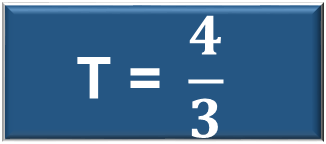 T = 4/3